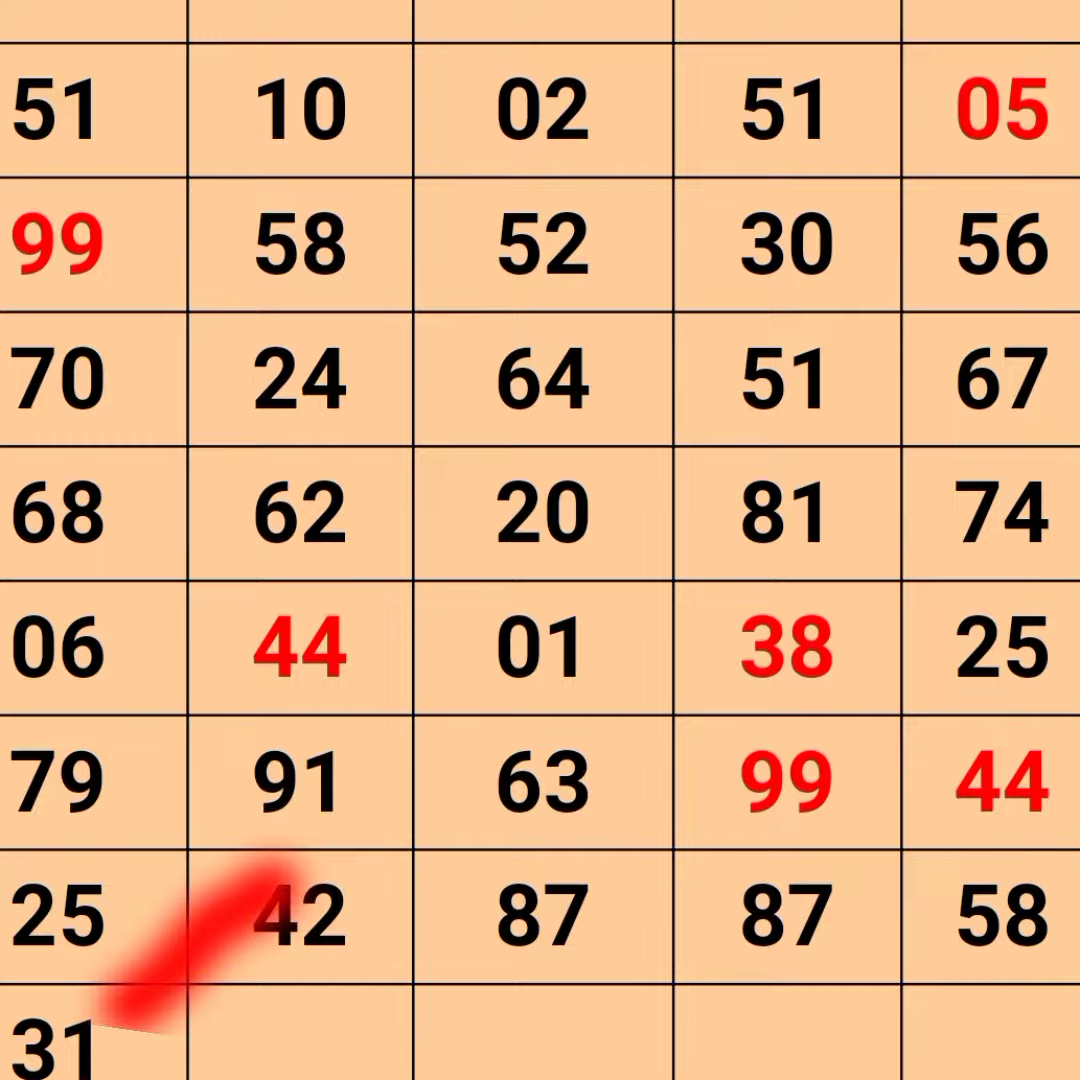 51 10 02 51 05
99 58 52 30 56
70 24 64 51 67
68 62 20 81 74
06 44 01 38 25
79 91 63 99 44
25 42 87 87 58
31